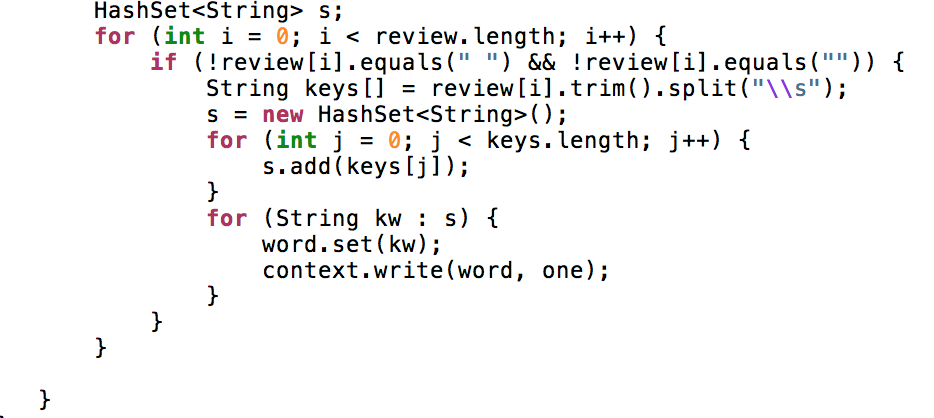 HashSet<String> s;
for (int i = 0; i < review.length; i++) {
if (!review[i].equals(" ") && !review[i].equals("")) {
String keys[] = review[i].trim().split("\\s");
s = new HashSet<String>();
for (int j = 0; j < keys.length; j++) {
s.add(keys[j]);
}
for (String kw : s) {
word.set(kw);
context.write(word, one);
}
}
}
}